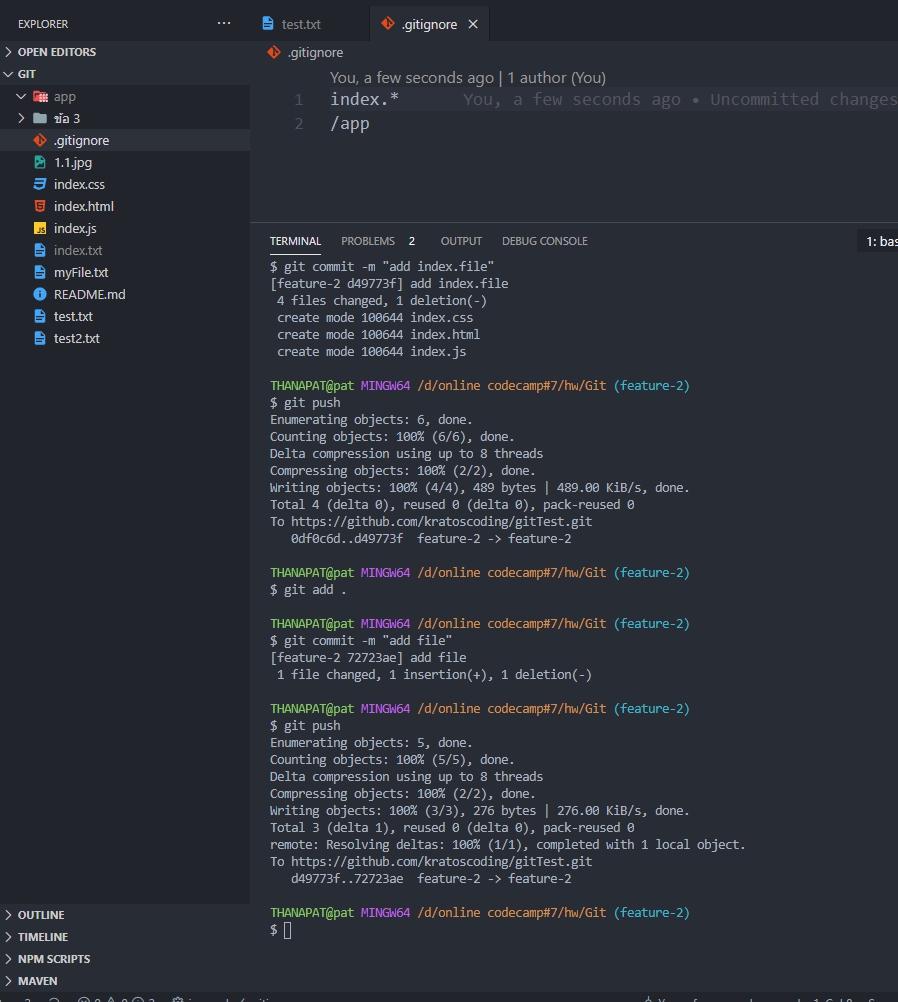 EXPLORER
OPEN EDITORS
GIT
app
ข้อ 3
.gitignore
1.1.jpg
index.css
index.html
index.js
index.txt
myFile.txt
README.md
test.txt
test2.txt
OUTLINE
TIMELINE
NPM SCRIPTS
MAVEN
test.txt
.gitignore
.gitignore
You, a few seconds ago | 1 author (You)
1 index.* You, a few seconds ago • Uncommitted changes
2 /app
TERMINAL PROBLEMS 2 OUTPUT DEBUG CONSOLE 1: bas
$ git commit -m "add index.file"
[feature-2 d49773f] add index.file
4 files changed, 1 deletion(-)
create mode 100644 index.css
create mode 100644 index.html
create mode 100644 index.js
THANAPAT@pat MINGW64 /d/online codecamp#7/hw/Git (feature-2)
$ git push
Enumerating objects: 6, done.
Counting objects: 100% (6/6), done.
Delta compression using up to 8 threads
Compressing objects: 100% (2/2), done.
Writing objects: 100% (4/4), 489 bytes | 489.00 KiB/s, done.
Total 4 (delta 0), reused 0 (delta 0), pack-reused 0
To https://github.com/kratoscoding/gitTest.git
0df0c6d..d49773f feature-2 -> feature-2
THANAPAT@pat MINGW64 /d/online codecamp#7/hw/Git (feature-2)
$ git add .
THANAPAT@pat MINGW64 /d/online codecamp#7/hw/Git (feature-2)
$ git commit -m "add file"
[feature-2 72723ae] add file
1 file changed, 1 insertion(+), 1 deletion(-)
THANAPAT@pat MINGW64 /d/online codecamp#7/hw/Git (feature-2)
$ git push
Enumerating objects: 5, done.
Counting objects: 100% (5/5), done.
Delta compression using up to 8 threads
Compressing objects: 100% (2/2), done.
Writing objects: 100% (3/3), 276 bytes | 276.00 KiB/s, done.
Total 3 (delta 1), reused 0 (delta 0), pack-reused 0
remote: Resolving deltas: 100% (1/1), completed with 1 local object.
To https://github.com/kratoscoding/gitTest.git
d49773f..72723ae feature-2 -> feature-2
THANAPAT@pat MINGW64 /d/online codecamp#7/hw/Git (feature-2)
$